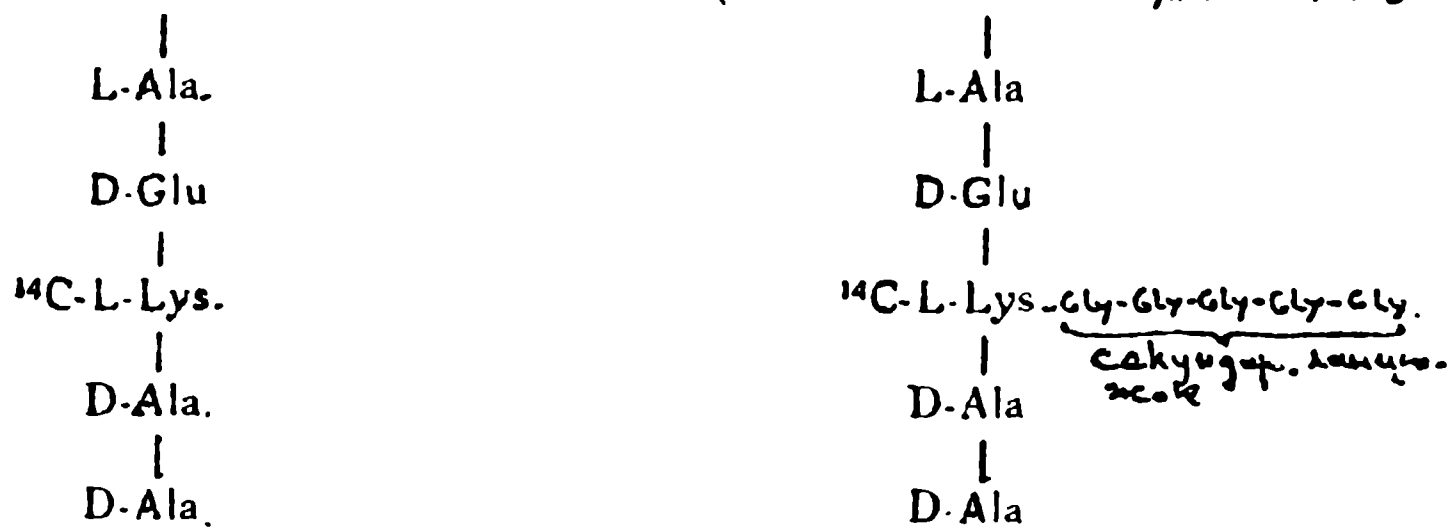 L-Ala.
L-Ala
D-Glu
D-Glu
¹⁴C-L-Lys.
¹⁴C-L-Lys-Gly-Gly-Gly-Gly-Gly.
D-Ala.
D-Ala
D-Ala.
D-Ala